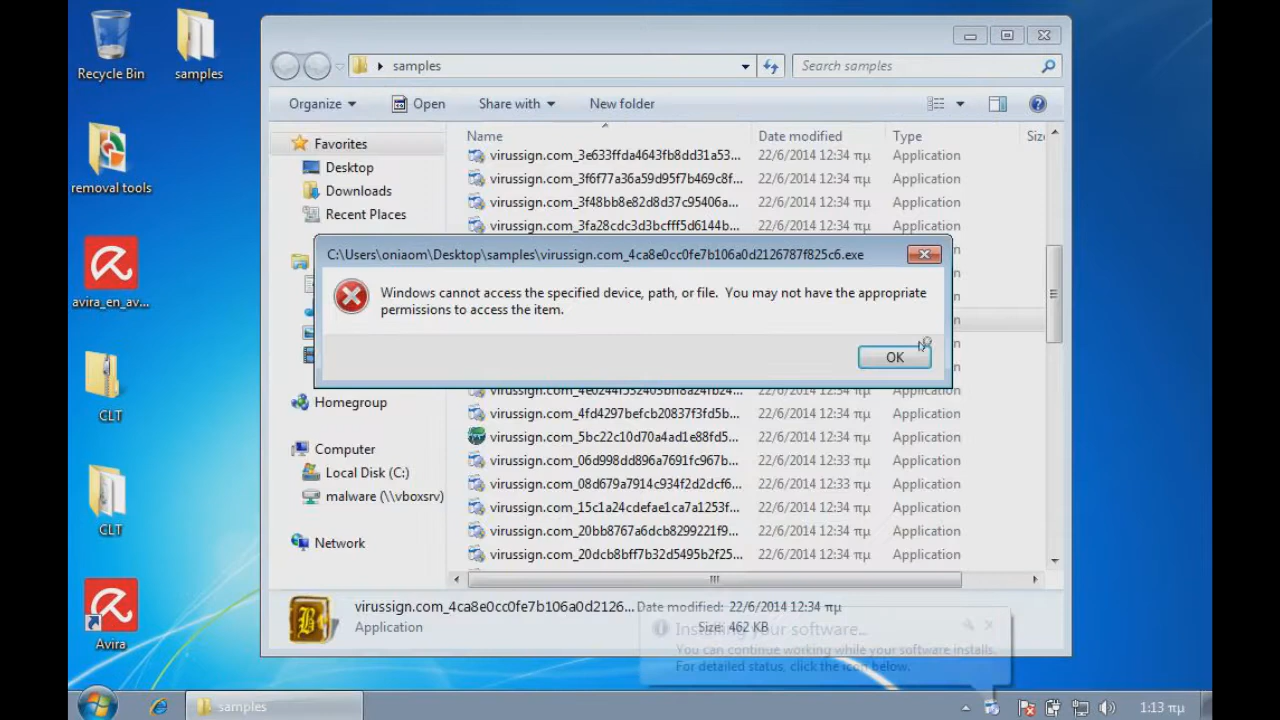 Recycle Bin
samples
removal tools
avira_en_av...
CLT
CLT
Avira
samples
Search samples
Organize
Open
Share with
New folder
Favorites
Desktop
Downloads
Recent Places
Homegroup
Computer
Local Disk (C:)
malware (\\vboxsrv)
Network
Name Date modified Type Siz
virussign.com_3e633ffda4643fb8dd31a53... 22/6/2014 12:34 πμ Application
virussign.com_3f6f77a36a59d95f7b469c8f... 22/6/2014 12:34 πμ Application
virussign.com_3f48bb8e82d8d37c95406a... 22/6/2014 12:34 πμ Application
virussign.com_3fa28cdc3d3bcfff5d6144b... 22/6/2014 12:34 πμ Application
C:\Users\oniaom\Desktop\samples\virussign.com_4ca8e0cc0fe7b106a0d2126787f825c6.exe
Windows cannot access the specified device, path, or file. You may not have the appropriate
permissions to access the item.
OK
virussign.com_4e0244f552403bff8a24fb24... 22/6/2014 12:34 πμ Application
virussign.com_4fd4297befcb20837f3fd5b... 22/6/2014 12:34 πμ Application
virussign.com_5bc22c10d70a4ad1e88fd5... 22/6/2014 12:34 πμ Application
virussign.com_06d998dd896a7691fc967b... 22/6/2014 12:33 πμ Application
virussign.com_08d679a7914c934f2d2dcf6... 22/6/2014 12:33 πμ Application
virussign.com_15c1a24cdefae1ca7a1253f... 22/6/2014 12:34 πμ Application
virussign.com_20bb8767a6dcb8299221f9... 22/6/2014 12:34 πμ Application
virussign.com_20dcb8bff7b32d5495b2f25... 22/6/2014 12:34 πμ Application
virussign.com_4ca8e0cc0fe7b106a0d2126... Date modified: 22/6/2014 12:34 πμ
Application Size: 462 KB
Installing your software...
You can continue working while your software installs.
For detailed status, click the icon below.
samples
1:13 πμ